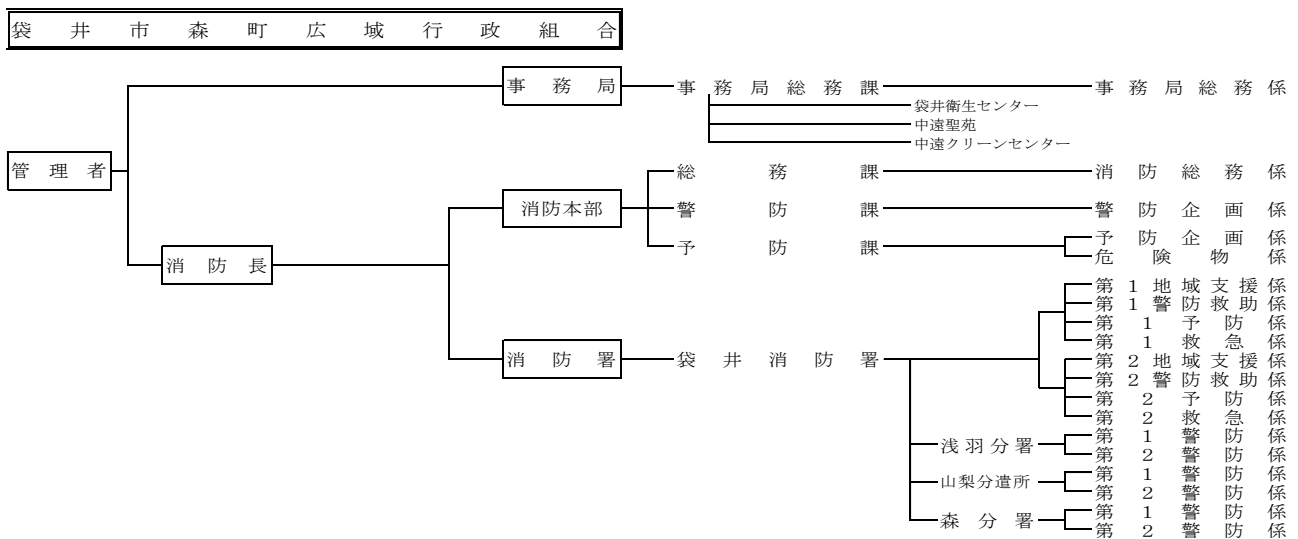 袋井市森町広域行政組合
事務局 事務局総務課 事務局総務係
袋井衛生センター
中遠聖苑
中遠クリーンセンター
管理者
総務課 消防総務係
消防本部 警防課 警防企画係
予防課 予防企画係
危険物係
消防長
第1地域支援係
第1警防救助係
第1予防係
第1救急係
消防署 袋井消防署 第2地域支援係
第2警防救助係
第2予防係
第2救急係
浅羽分署 第1警防係
第2警防係
山梨分遣所 第1警防係
第2警防係
森分署 第1警防係
第2警防係